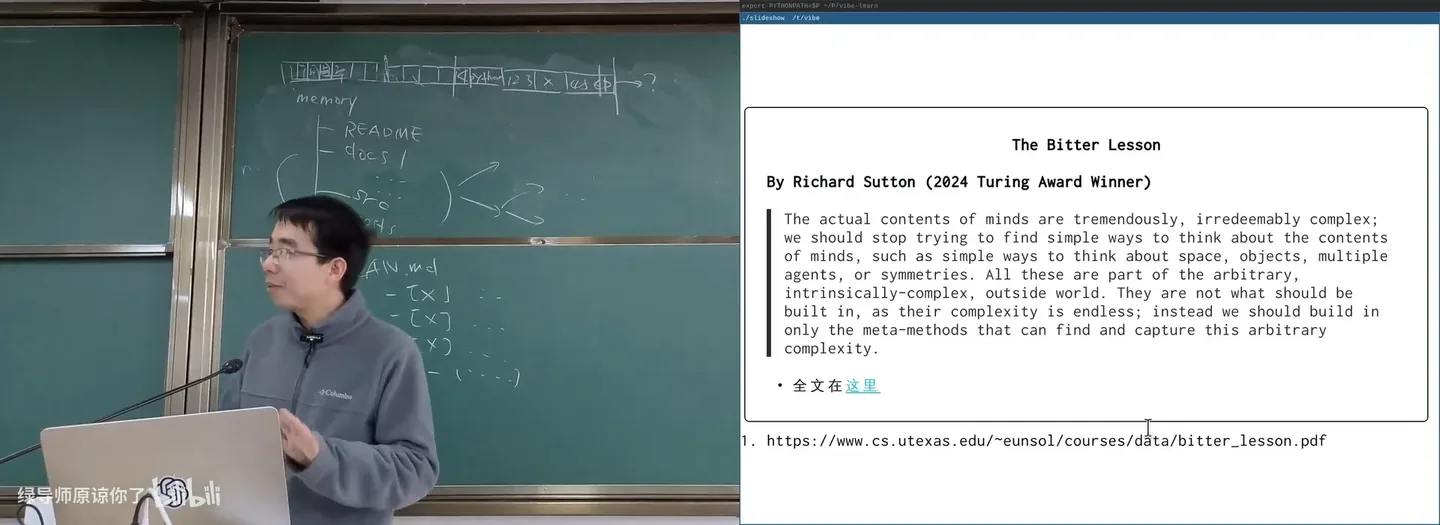 memory
README
docs /
AN.md
- [x] ...
- [x] ...
- (....)
Columbia
绿导师原谅你了
bilibili
export PYTHONPATH=$P ~/P/vibe-learn
./slideshow /t/vibe
The Bitter Lesson
By Richard Sutton (2024 Turing Award Winner)
The actual contents of minds are tremendously, irredeemably complex;
we should stop trying to find simple ways to think about the contents
of minds, such as simple ways to think about space, objects, multiple
agents, or symmetries. All these are part of the arbitrary,
intrinsically-complex, outside world. They are not what should be
built in, as their complexity is endless; instead we should build in
only the meta-methods that can find and capture this arbitrary
complexity.
• 全文在这里
1. https://www.cs.utexas.edu/~eunsol/courses/data/bitter_lesson.pdf